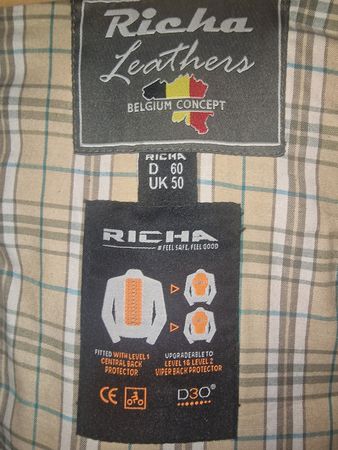 Richa
Leathers
BELGIUM CONCEPT
RICHA
D 60
UK 50
RICHA
# FEEL SAFE, FEEL GOOD
FITTED WITH LEVEL 1
CENTRAL BACK
PROTECTOR
UPGRADEABLE TO
LEVEL 1& LEVEL 2
VIPER BACK PROTECTOR
CE
D3O